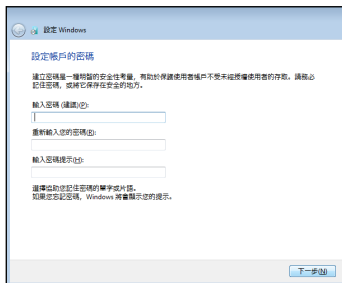 設定 Windows
設定帳戶的密碼
建立密碼是一種明智的安全性考量，有助於保護使用者帳戶不受未經授權使用者的存取。請務必
記住密碼，或將它保存在安全的地方。
輸入密碼 (建議)(P):
重新輸入您的密碼(R):
輸入密碼提示(H):
選擇協助您記住密碼的單字或片語。
如果您忘記密碼，Windows 將會顯示您的提示。
下一步(N)